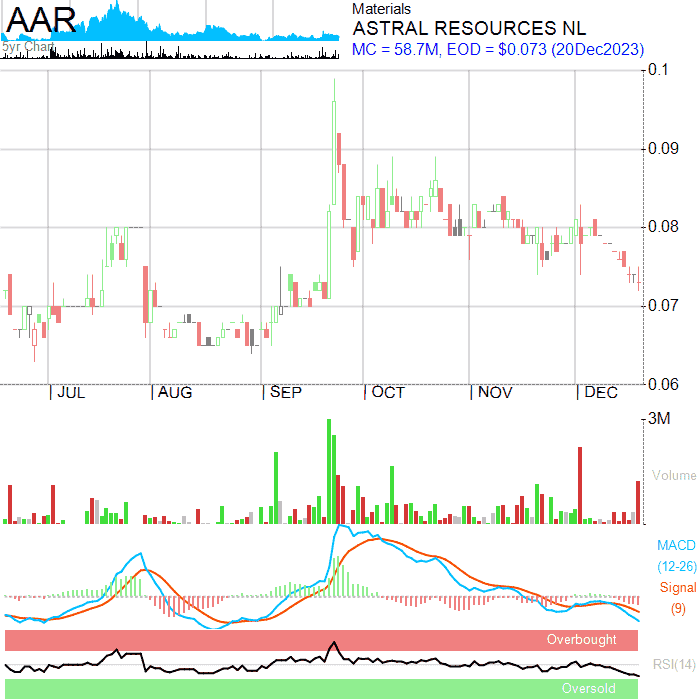 AAR
5yr Chart
Materials
ASTRAL RESOURCES NL
MC = 58.7M, EOD = $0.073 (20Dec2023)
0.1
0.09
0.08
0.07
0.06
JUL
AUG
SEP
OCT
NOV
DEC
3M
Volume
MACD
(12-26)
Signal
(9)
Overbought
RSI(14)
Oversold